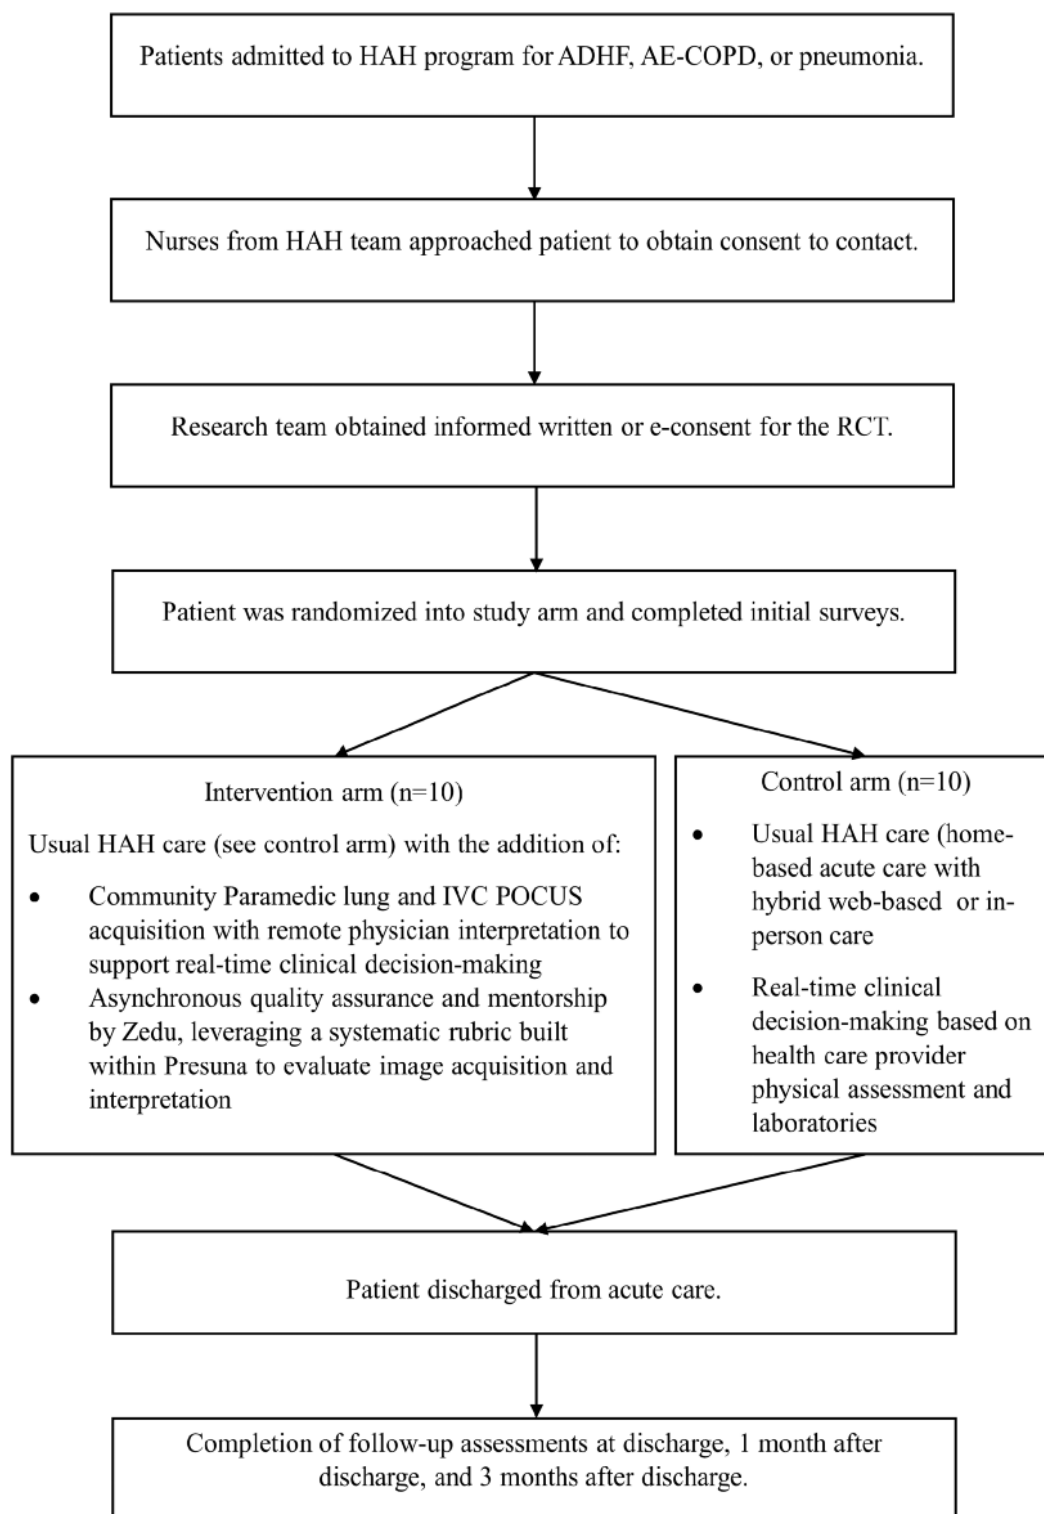 Patients admitted to HAH program for ADHF, AE-COPD, or pneumonia.
Nurses from HAH team approached patient to obtain consent to contact.
Research team obtained informed written or e-consent for the RCT.
Patient was randomized into study arm and completed initial surveys.
Intervention arm (n=10)
Usual HAH care (see control arm) with the addition of:
• Community Paramedic lung and IVC POCUS
acquisition with remote physician interpretation to
support real-time clinical decision-making
• Asynchronous quality assurance and mentorship
by Zedu, leveraging a systematic rubric built
within Presuna to evaluate image acquisition and
interpretation
Control arm (n=10)
• Usual HAH care (home-
based acute care with
hybrid web-based or in-
person care
• Real-time clinical
decision-making based on
health care provider
physical assessment and
laboratories
Patient discharged from acute care.
Completion of follow-up assessments at discharge, 1 month after
discharge, and 3 months after discharge.